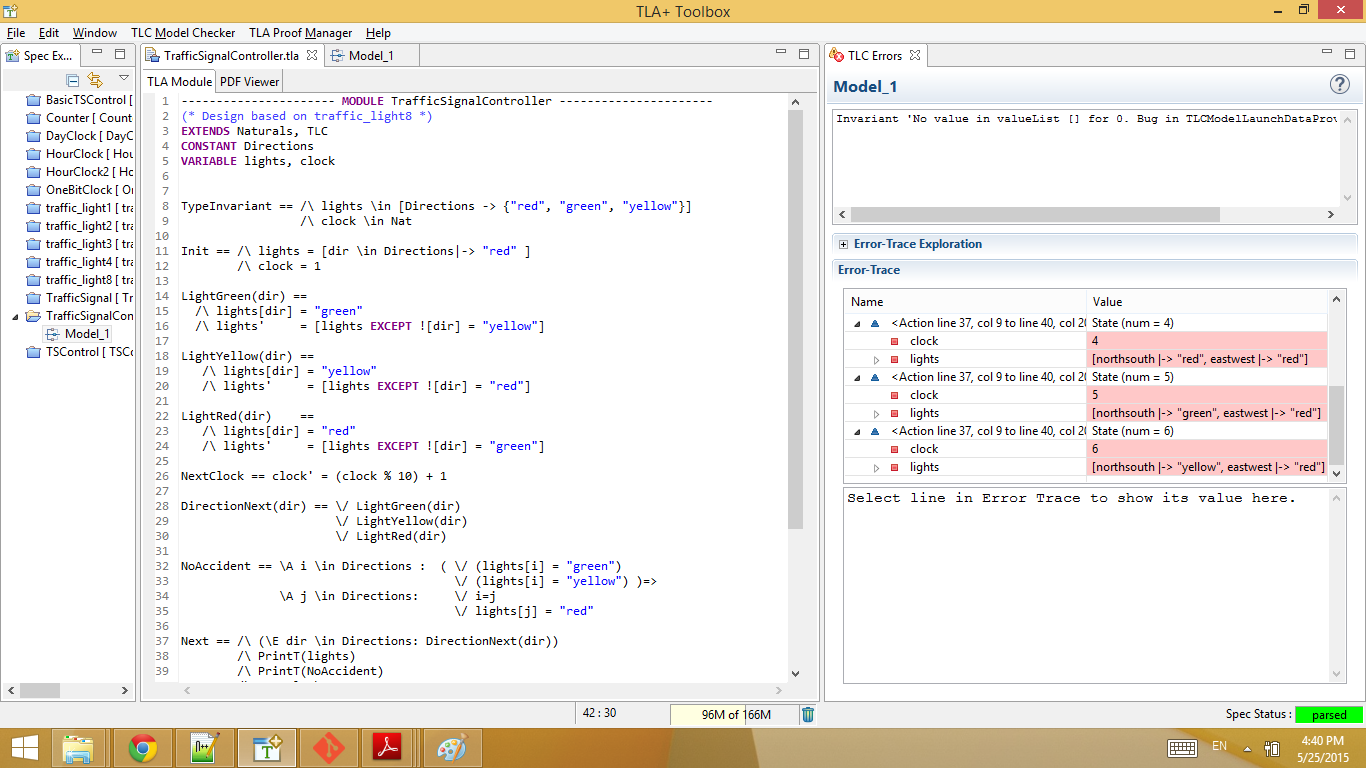 TLA+ Toolbox
File Edit Window TLC Model Checker TLA Proof Manager Help
Spec Ex...
BasicTSControl [
Counter [ Count
DayClock [ DayC
HourClock [ Hou
HourClock2 [ Ho
OneBitClock [ Or
traffic_light1 [ tra
traffic_light2 [ tra
traffic_light3 [ tra
traffic_light4 [ tra
traffic_light8 [ tra
TrafficSignal [ Tr
TrafficSignalCon
Model_1
TSControl [ TSCo
TrafficSignalController.tla Model_1
TLA Module PDF Viewer
1 ---------------------- MODULE TrafficSignalController ----------------------
2 (* Design based on traffic_light8 *)
3 EXTENDS Naturals, TLC
4 CONSTANT Directions
5 VARIABLE lights, clock
6
7
8 TypeInvariant == /\ lights \in [Directions -> {"red", "green", "yellow"}]
9 /\ clock \in Nat
10
11 Init == /\ lights = [dir \in Directions|-> "red" ]
12 /\ clock = 1
13
14 LightGreen(dir) ==
15 /\ lights[dir] = "green"
16 /\ lights' = [lights EXCEPT ![dir] = "yellow"]
17
18 LightYellow(dir) ==
19 /\ lights[dir] = "yellow"
20 /\ lights' = [lights EXCEPT ![dir] = "red"]
21
22 LightRed(dir) ==
23 /\ lights[dir] = "red"
24 /\ lights' = [lights EXCEPT ![dir] = "green"]
25
26 NextClock == clock' = (clock % 10) + 1
27
28 DirectionNext(dir) == \/ LightGreen(dir)
29 \/ LightYellow(dir)
30 \/ LightRed(dir)
31
32 NoAccident == \A i \in Directions : ( \/ (lights[i] = "green")
33 \/ (lights[i] = "yellow") )=>
34 \A j \in Directions: \/ i=j
35 \/ lights[j] = "red"
36
37 Next == /\ (\E dir \in Directions: DirectionNext(dir))
38 /\ PrintT(lights)
39 /\ PrintT(NoAccident)
TLC Errors
Model_1
Invariant 'No value in valueList [] for 0. Bug in TLCModelLaunchDataProv
Error-Trace Exploration
Error-Trace
Name Value
<Action line 37, col 9 to line 40, col 20 State (num = 4)
clock 4
lights [northsouth |-> "red", eastwest |-> "red"]
<Action line 37, col 9 to line 40, col 20 State (num = 5)
clock 5
lights [northsouth |-> "green", eastwest |-> "red"]
<Action line 37, col 9 to line 40, col 20 State (num = 6)
clock 6
lights [northsouth |-> "yellow", eastwest |-> "red"]
Select line in Error Trace to show its value here.
42 : 30
96M of 166M
Spec Status : parsed
EN
4:40 PM
5/25/2015